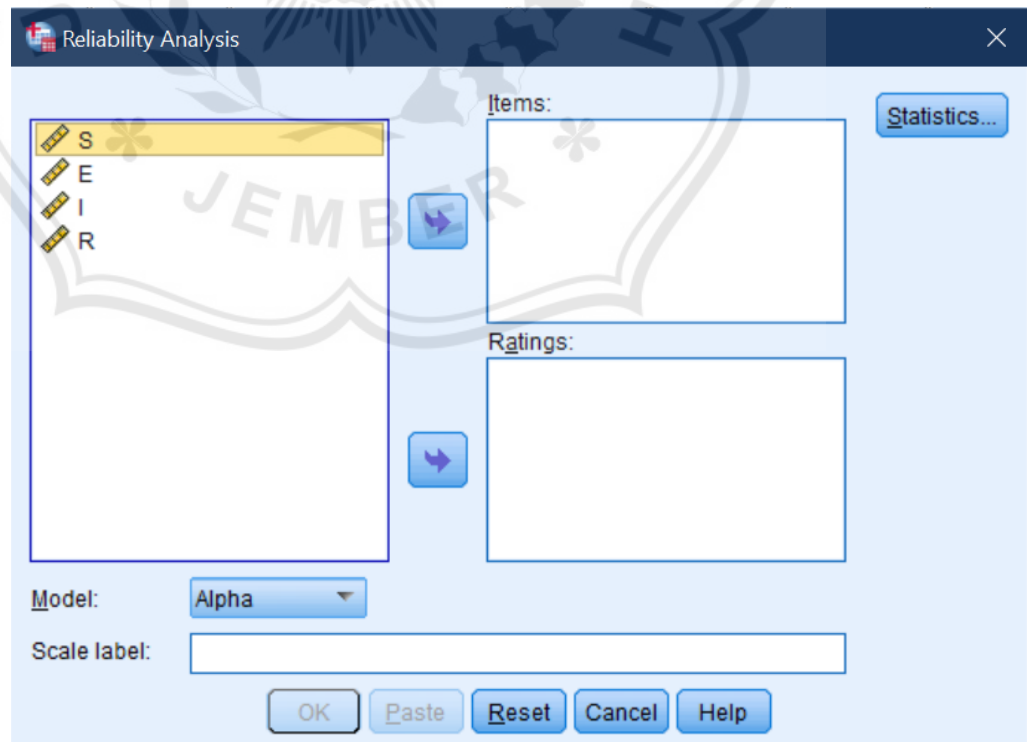 Reliability Analysis
Items:
Statistics...
S
E
I
R
Ratings:
Model: Alpha
Scale label:
OK Paste Reset Cancel Help
JEMBER
H